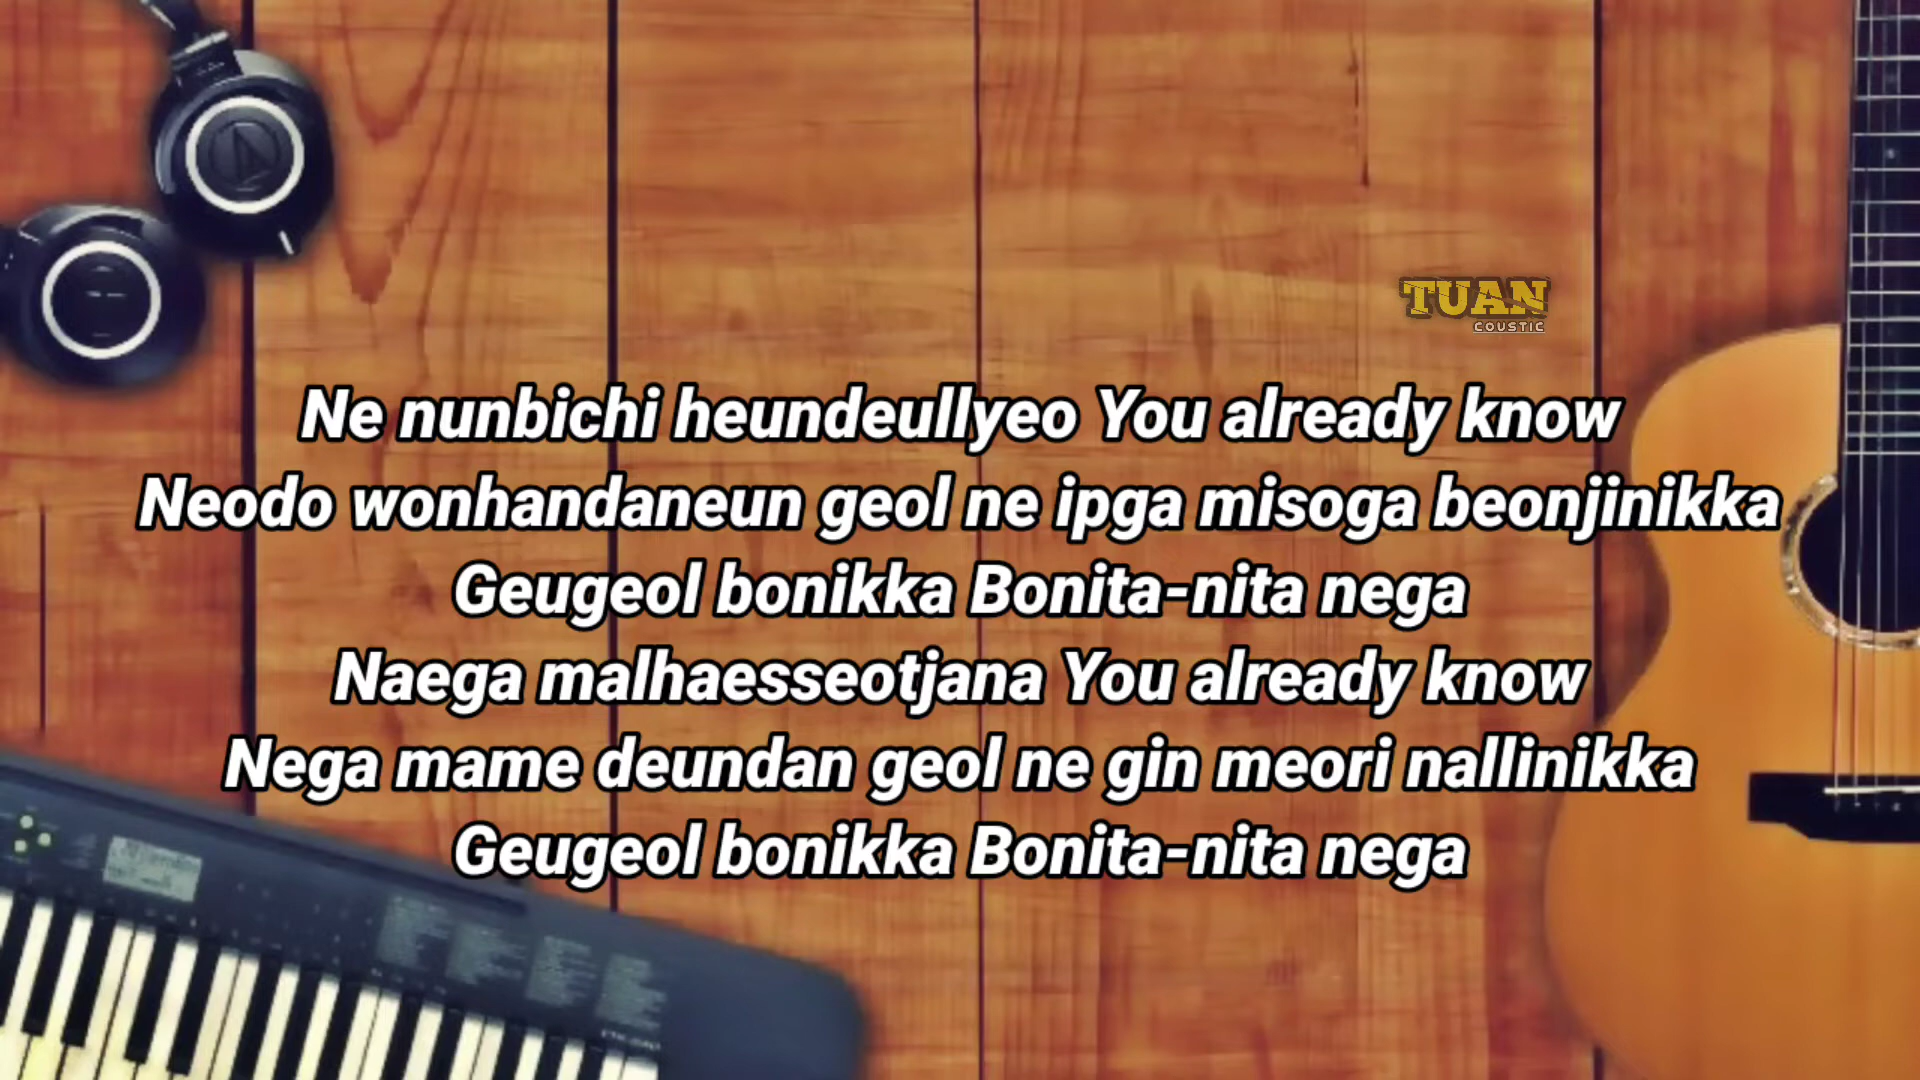 TUAN
COUSTIC
Ne nunbichi heundeullyeo You already know
Neodo wonhandaneun geol ne ipga misoga beonjinikka
Geugeol bonikka Bonita-nita nega
Naega malhaesseotjana You already know
Nega mame deundan geol ne gin meori nallinikka
Geugeol bonikka Bonita-nita nega